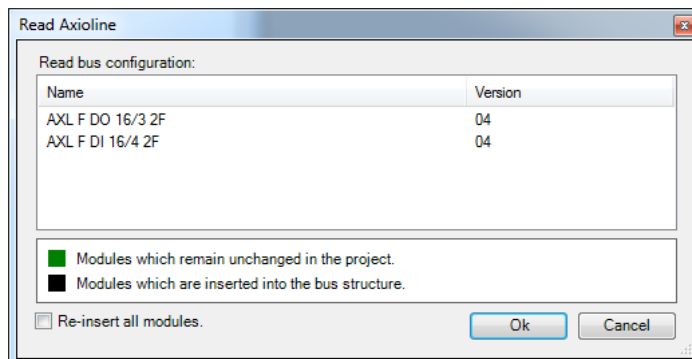 Read Axioline
Read bus configuration:
Name Version
AXL F DO 16/3 2F 04
AXL F DI 16/4 2F 04
Modules which remain unchanged in the project.
Modules which are inserted into the bus structure.
Re-insert all modules. Ok Cancel